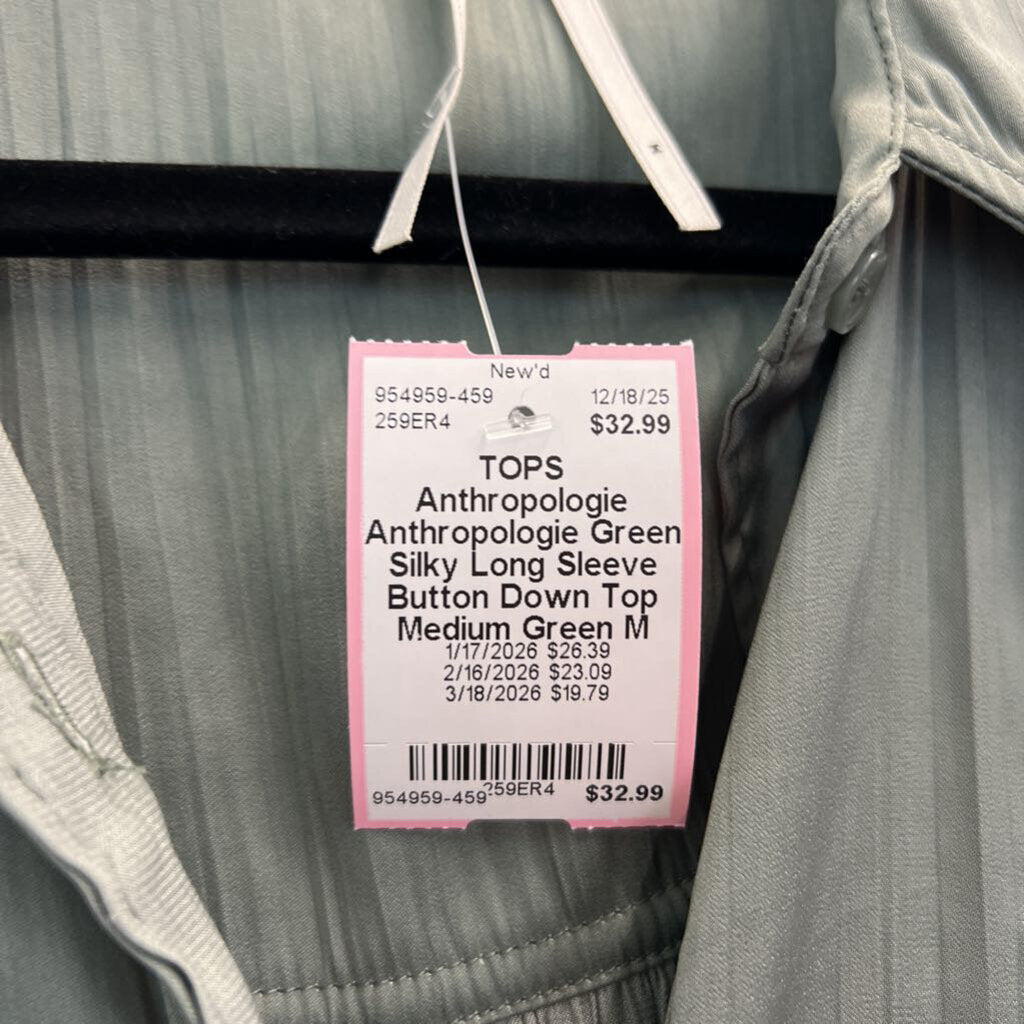 M
New'd
954959-459 12/18/25
259ER4 $32.99
TOPS
Anthropologie
Anthropologie Green
Silky Long Sleeve
Button Down Top
Medium Green M
1/17/2026 $26.39
2/16/2026 $23.09
3/18/2026 $19.79
954959-459 259ER4 $32.99